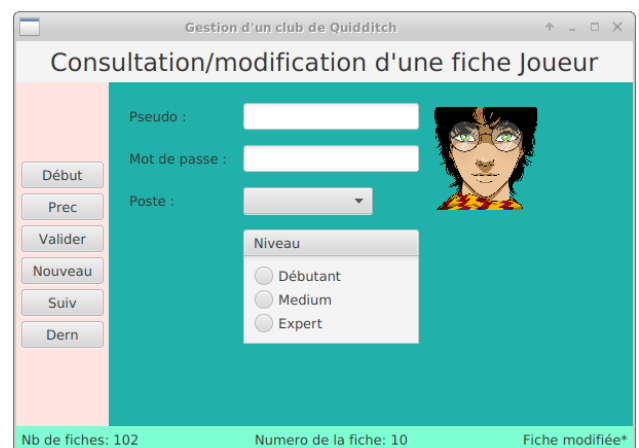 Gestion d'un club de Quidditch
Consultation/modification d'une fiche Joueur
Début
Prec
Valider
Nouveau
Suiv
Dern
Pseudo :
Mot de passe :
Poste :
Niveau
Débutant
Medium
Expert
Nb de fiches: 102 Numero de la fiche: 10 Fiche modifiée*